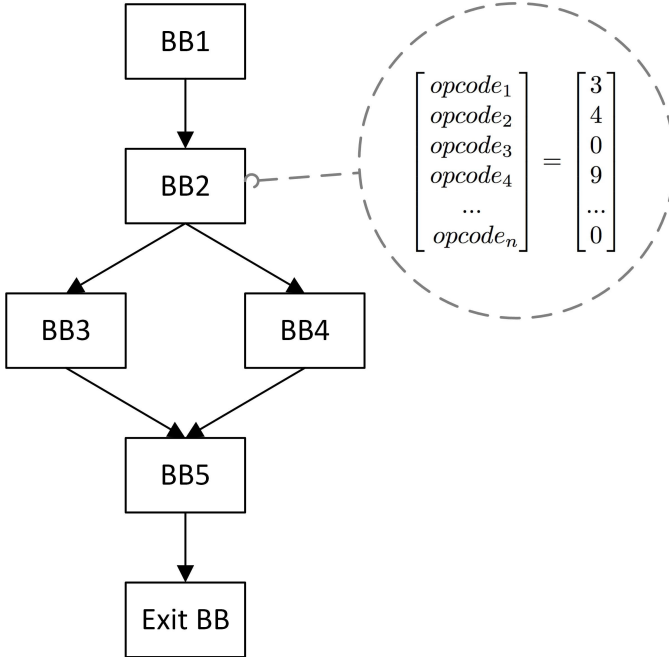 BB1
BB2
opcode₁
opcode₂
opcode₃
opcode₄
...
opcodeₙ
=
3
4
0
9
...
0
BB3
BB4
BB5
Exit BB